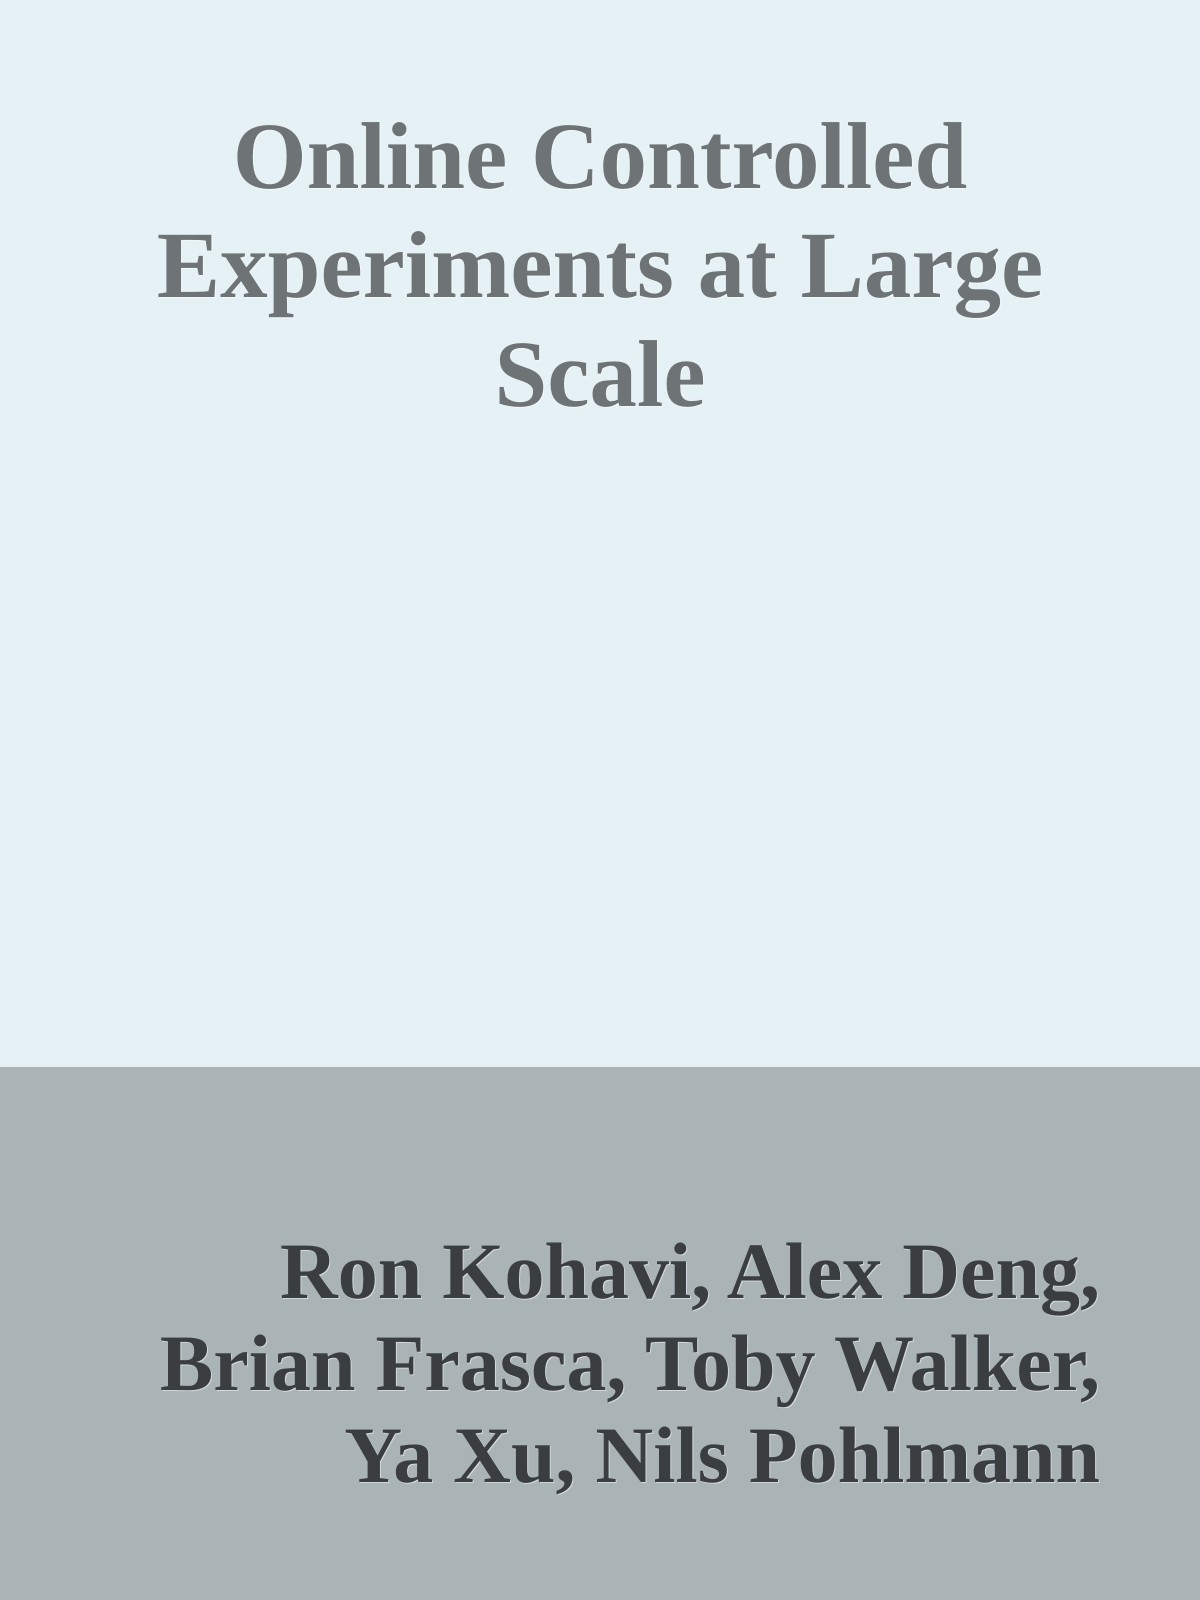 Online Controlled
Experiments at Large
Scale
Ron Kohavi, Alex Deng,
Brian Frasca, Toby Walker,
Ya Xu, Nils Pohlmann